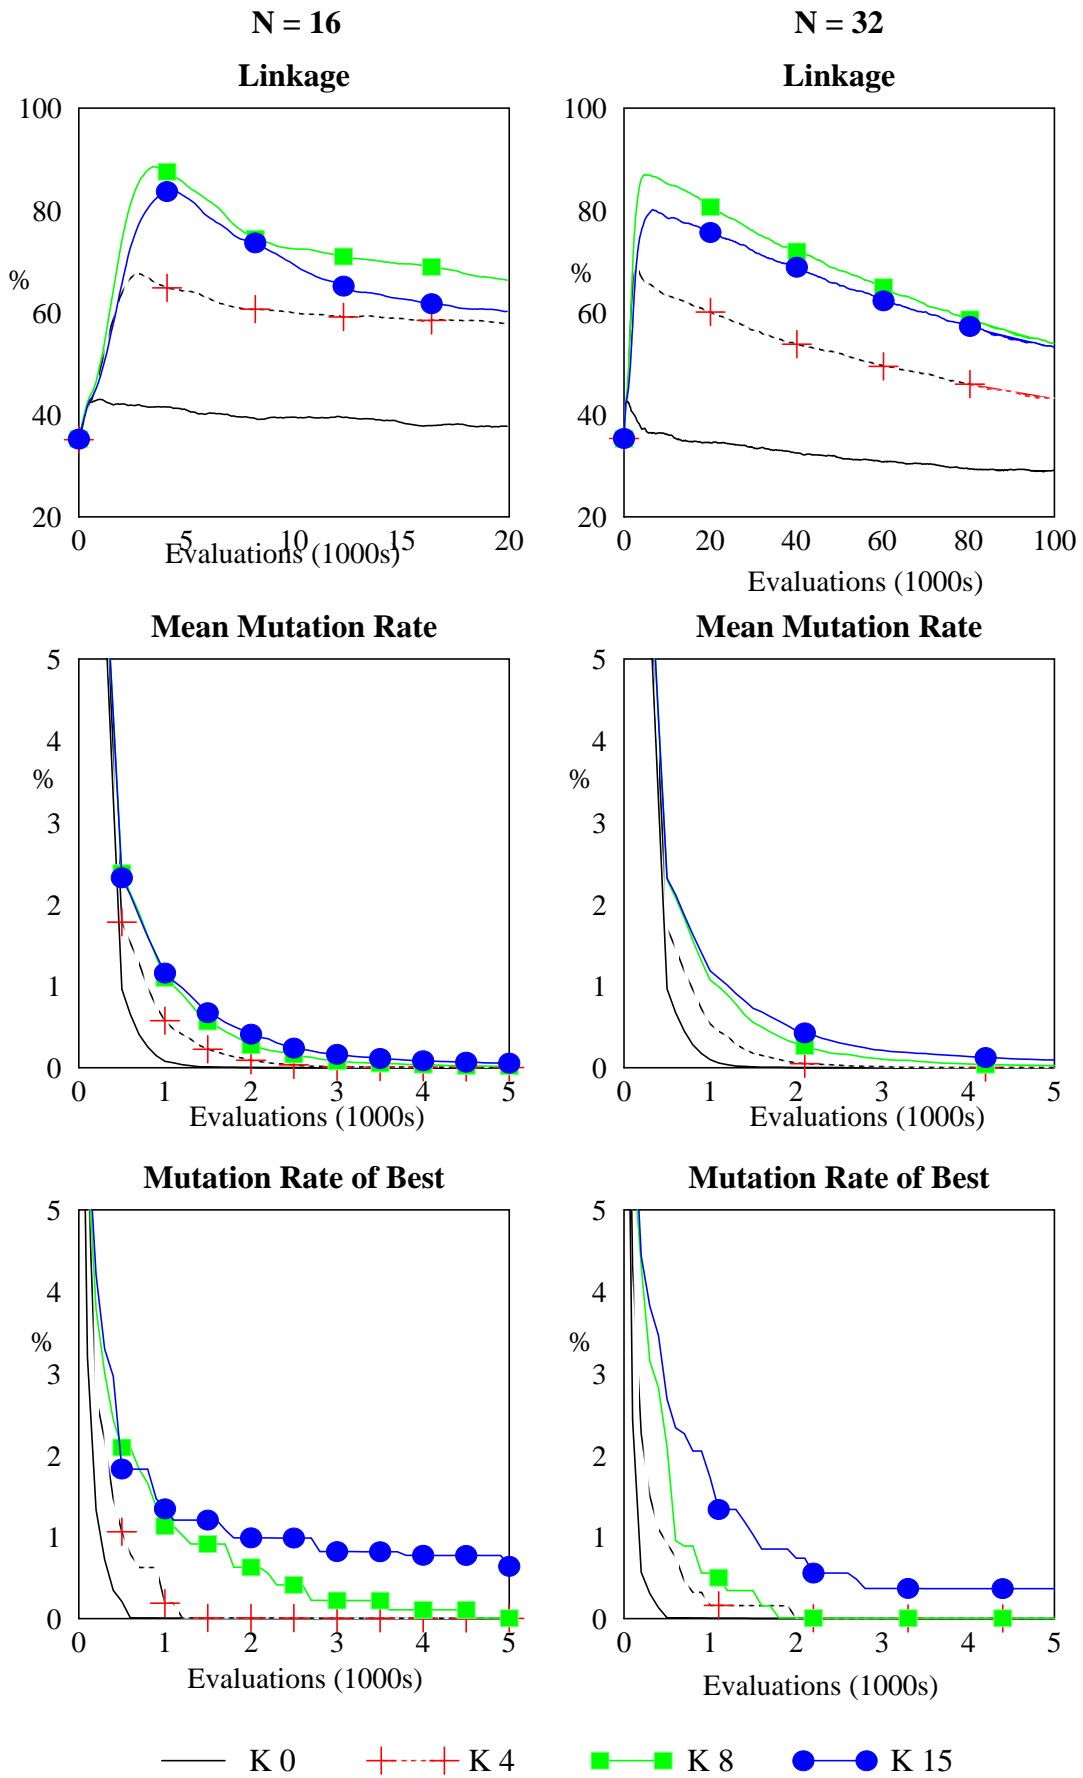 N = 16 N = 32
Linkage Linkage
100 100
80 80
% %
60 60
40 40
20 20
0 5 10 15 20 0 20 40 60 80 100
Evaluations (1000s) Evaluations (1000s)
Mean Mutation Rate Mean Mutation Rate
5 5
4 4
% %
3 3
2 2
1 1
0 0
0 1 2 3 4 5 0 1 2 3 4 5
Evaluations (1000s) Evaluations (1000s)
Mutation Rate of Best Mutation Rate of Best
5 5
4 4
% %
3 3
2 2
1 1
0 0
0 1 2 3 4 5 0 1 2 3 4 5
Evaluations (1000s) Evaluations (1000s)
K 0 K 4 K 8 K 15